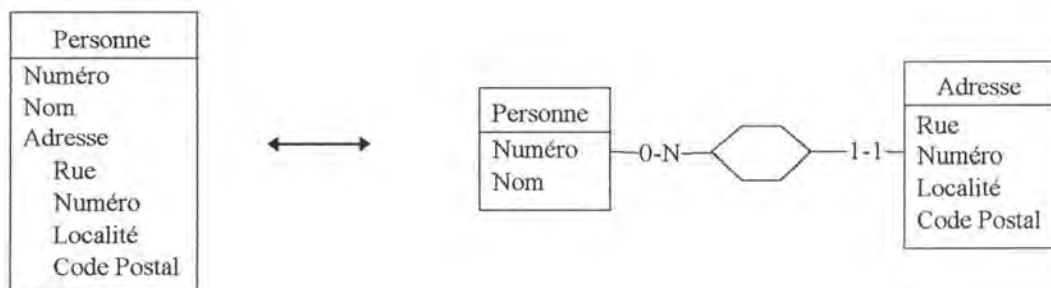 Personne
Numéro
Nom
Adresse
Rue
Numéro
Localité
Code Postal
Personne
Numéro
Nom
0-N
1-1
Adresse
Rue
Numéro
Localité
Code Postal